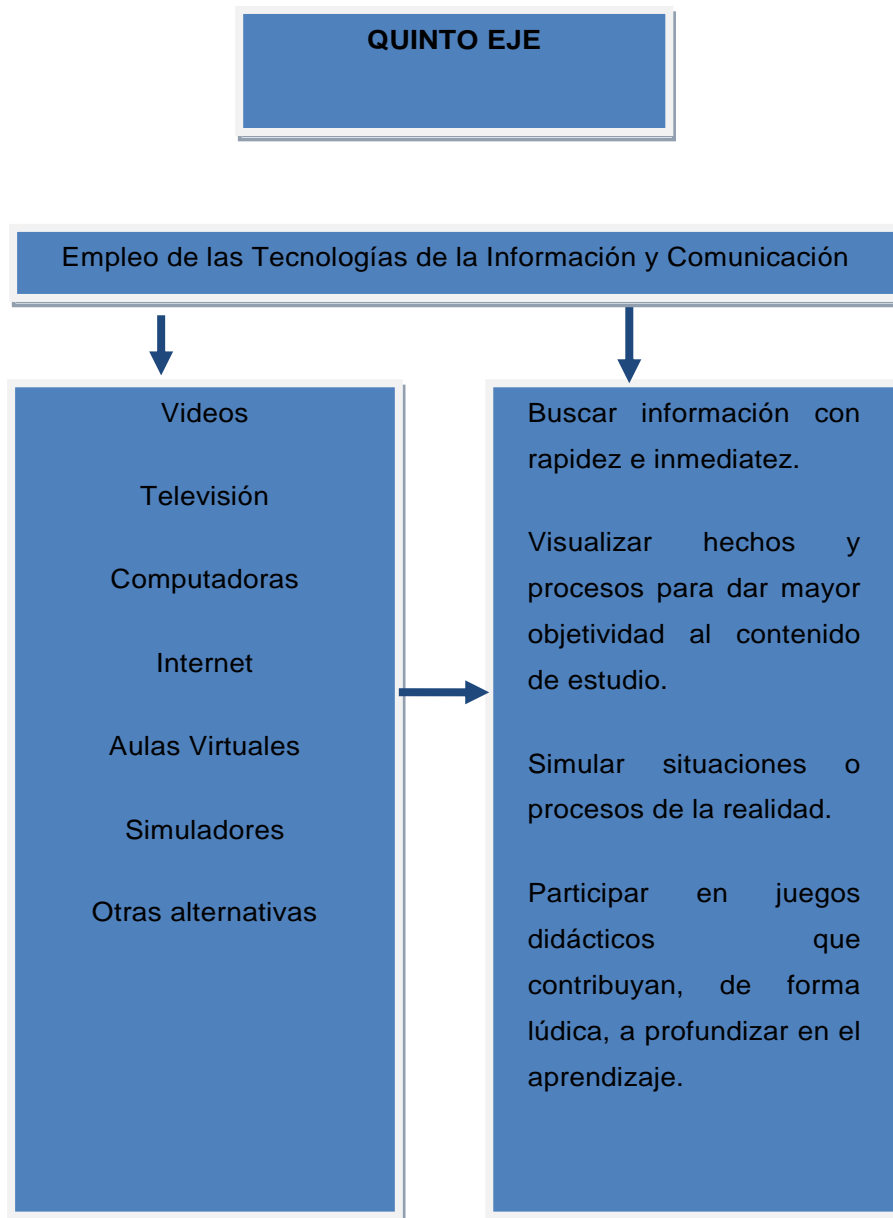 QUINTO EJE
Empleo de las Tecnologías de la Información y Comunicación
Videos
Televisión
Computadoras
Internet
Aulas Virtuales
Simuladores
Otras alternativas
Buscar información con
rapidez e inmediatez.
Visualizar hechos y
procesos para dar mayor
objetividad al contenido
de estudio.
Simular situaciones o
procesos de la realidad.
Participar en juegos
didácticos que
contribuyan, de forma
lúdica, a profundizar en el
aprendizaje.